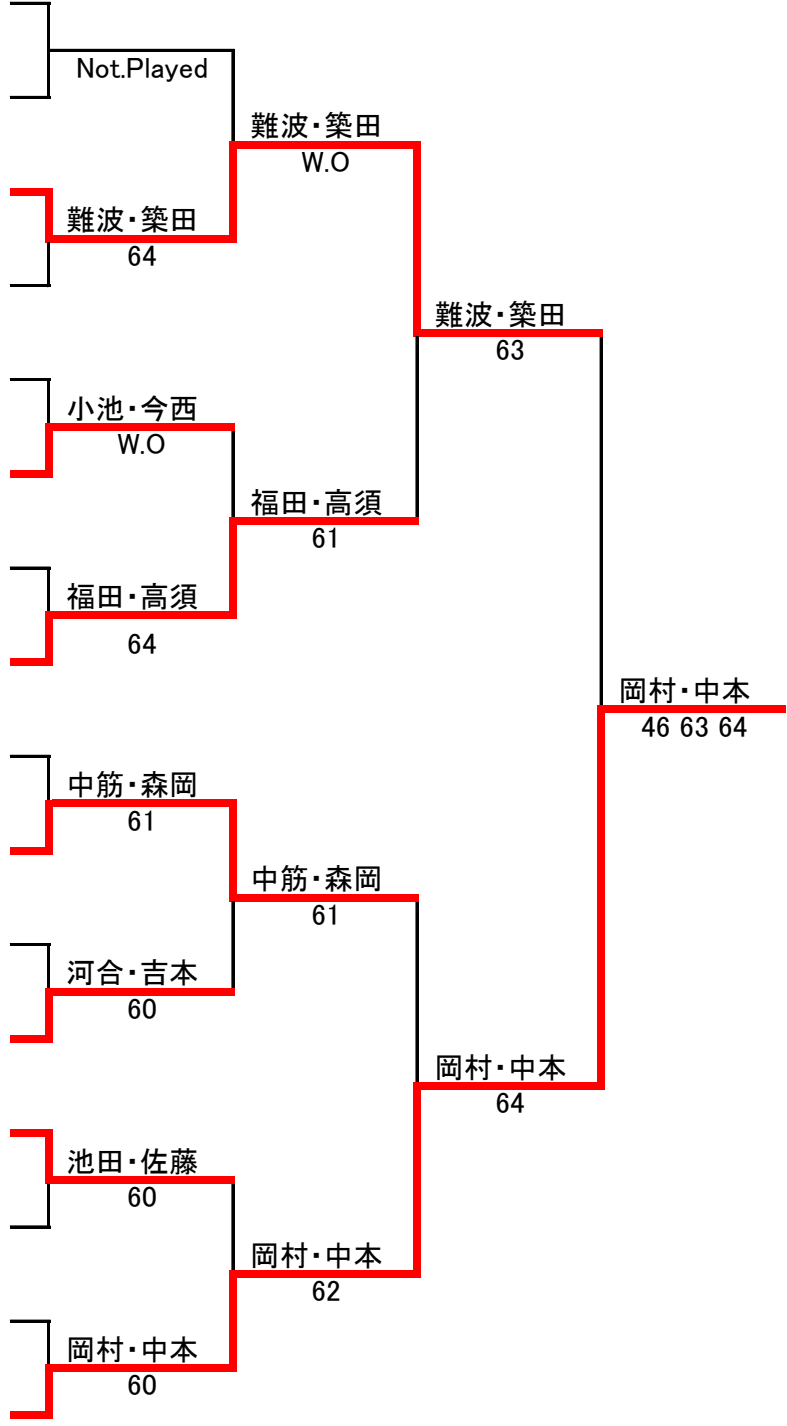 Not.Played
難波・築田
W.O
難波・築田
64
難波・築田
63
小池・今西
W.O
福田・高須
61
福田・高須
64
岡村・中本
46 63 64
中筋・森岡
61
中筋・森岡
61
河合・吉本
60
岡村・中本
64
池田・佐藤
60
岡村・中本
62
岡村・中本
60